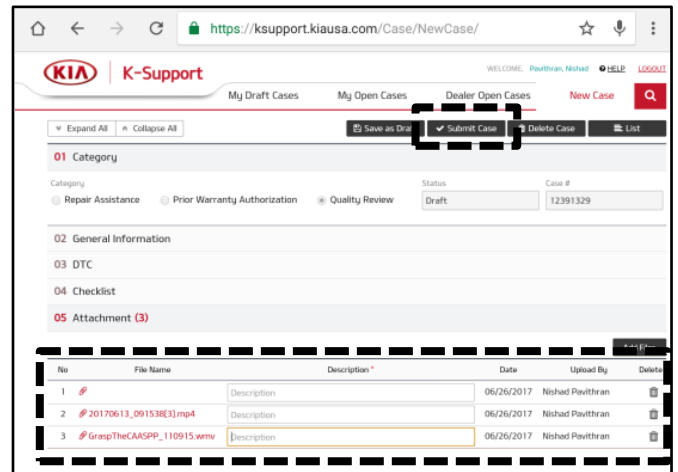 https://ksupport.kiausa.com/Case/NewCase/
KIA K-Support
WELCOME, Pavithran, Nishad HELP LOGOUT
My Draft Cases My Open Cases Dealer Open Cases New Case
Expand All Collapse All Save as Draft Submit Case Delete Case List
01 Category
Category Status Case #
Repair Assistance Prior Warranty Authorization Quality Review Draft 12391329
02 General Information
03 DTC
04 Checklist
05 Attachment (3)
Add Files
No File Name Description * Date Upload By Delete
1 Description 06/26/2017 Nishad Pavithran
2 20170613_091538[3].mp4 Description 06/26/2017 Nishad Pavithran
3 GraspTheCAASPP_110915.wmv Description 06/26/2017 Nishad Pavithran